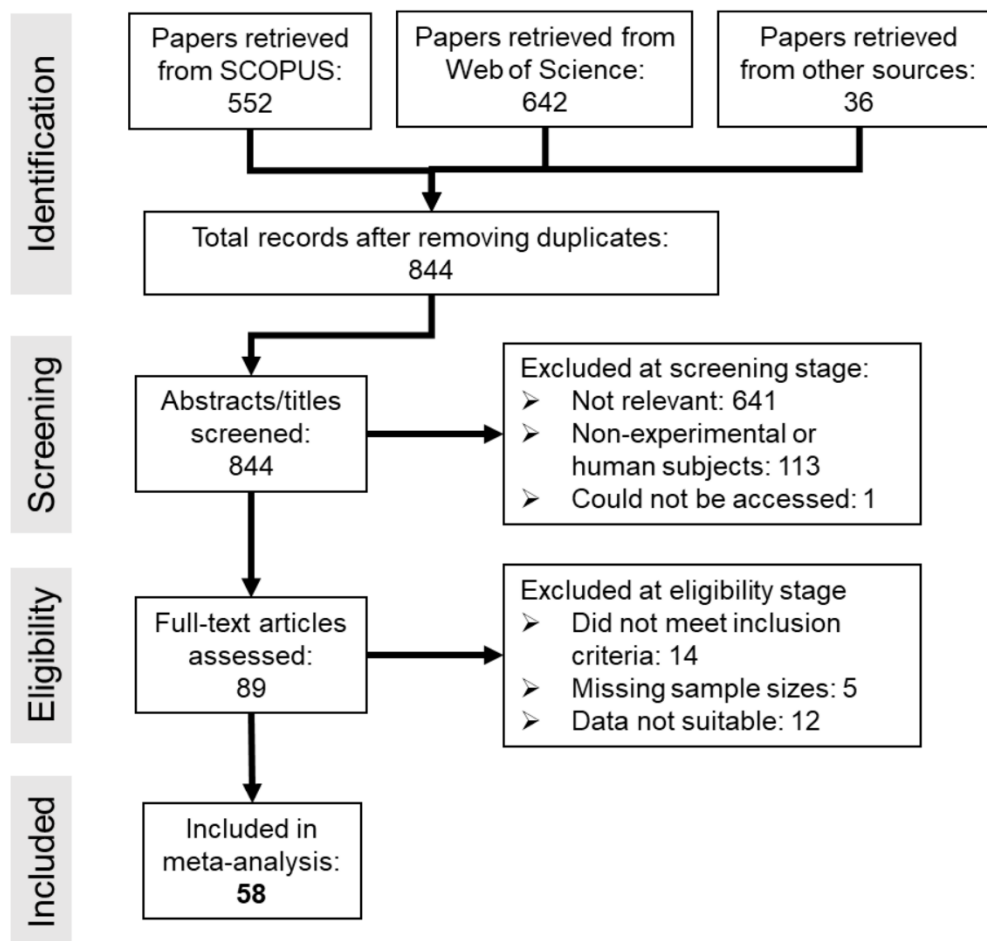 Identification
Papers retrieved
from SCOPUS:
552
Papers retrieved from
Web of Science:
642
Papers retrieved
from other sources:
36
Total records after removing duplicates:
844
Screening
Abstracts/titles
screened:
844
Excluded at screening stage:
➢ Not relevant: 641
➢ Non-experimental or
human subjects: 113
➢ Could not be accessed: 1
Eligibility
Full-text articles
assessed:
89
Excluded at eligibility stage
➢ Did not meet inclusion
criteria: 14
➢ Missing sample sizes: 5
➢ Data not suitable: 12
Included
Included in
meta-analysis:
58